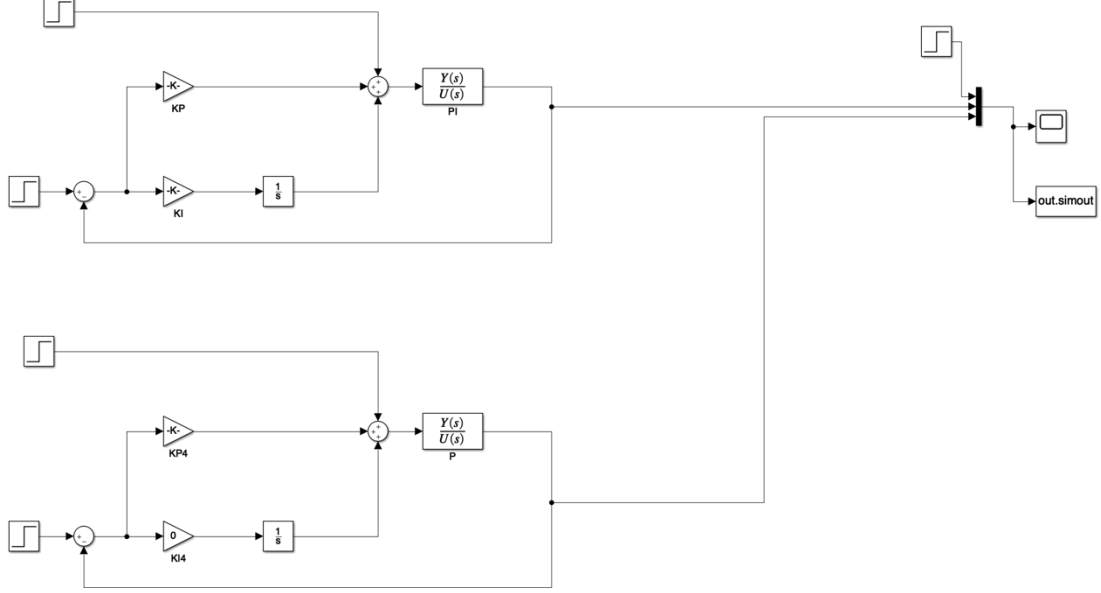 -K-
KP
Y(s)
U(s)
PI
+
+
+
+
−
-K-
KI
1
s
out.simout
-K-
KP4
Y(s)
U(s)
P
+
+
+
+
−
0
KI4
1
s